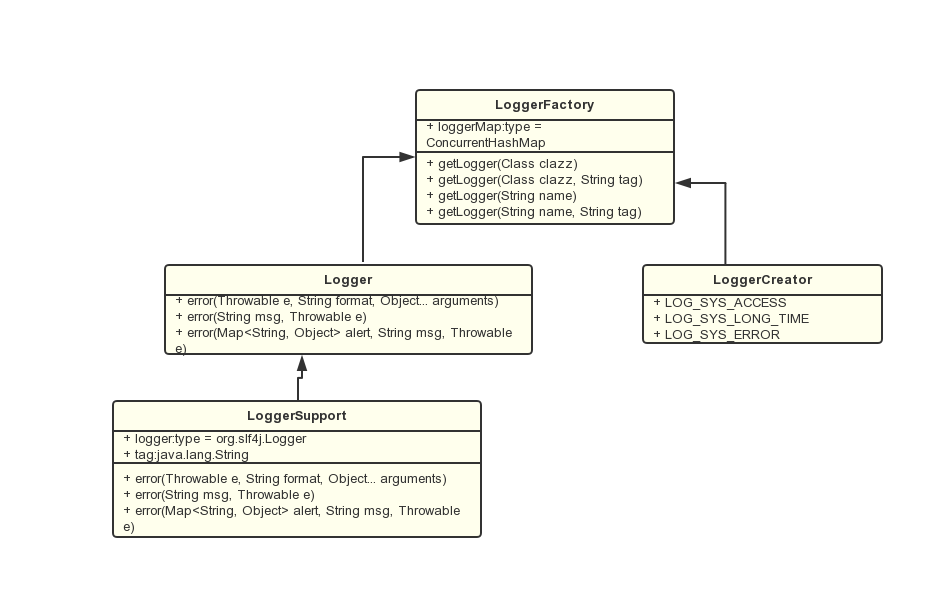 LoggerFactory
+ loggerMap:type =
ConcurrentHashMap
+ getLogger(Class clazz)
+ getLogger(Class clazz, String tag)
+ getLogger(String name)
+ getLogger(String name, String tag)
Logger
+ error(Throwable e, String format, Object... arguments)
+ error(String msg, Throwable e)
+ error(Map<String, Object> alert, String msg, Throwable
e)
LoggerCreator
+ LOG_SYS_ACCESS
+ LOG_SYS_LONG_TIME
+ LOG_SYS_ERROR
LoggerSupport
+ logger:type = org.slf4j.Logger
+ tag:java.lang.String
+ error(Throwable e, String format, Object... arguments)
+ error(String msg, Throwable e)
+ error(Map<String, Object> alert, String msg, Throwable
e)